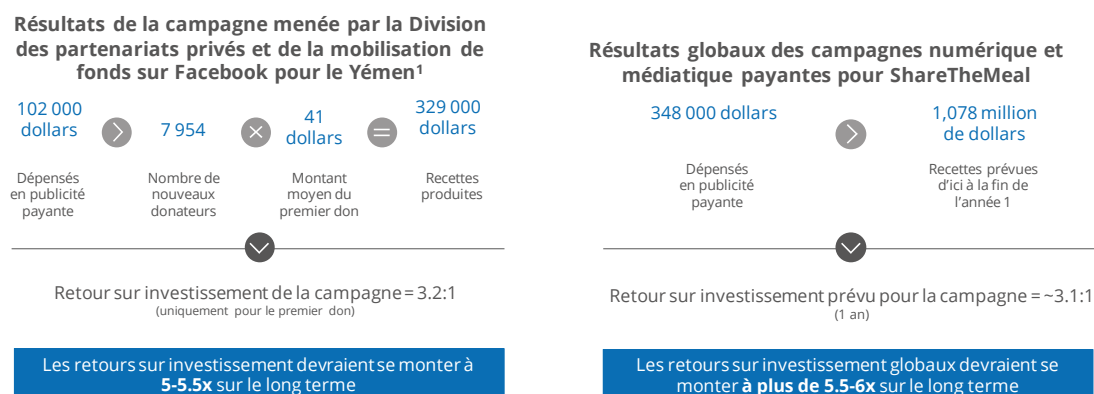 Résultats de la campagne menée par la Division
des partenariats privés et de la mobilisation de
fonds sur Facebook pour le Yémen¹
102 000
dollars
7 954
41
dollars
329 000
dollars
Dépensés
en publicité
payante
Nombre de
nouveaux
donateurs
Montant
moyen du
premier don
Recettes
produites
Retour sur investissement de la campagne = 3.2:1
(uniquement pour le premier don)
Les retours sur investissement devraient se monter à
5-5.5x sur le long terme
Résultats globaux des campagnes numérique et
médiatique payantes pour ShareTheMeal
348 000 dollars
1,078 million
de dollars
Dépensés
en publicité
payante
Recettes prévues
d'ici à la fin de
l'année 1
Retour sur investissement prévu pour la campagne = ~3.1:1
(1 an)
Les retours sur investissement globaux devraient se
monter à plus de 5.5-6x sur le long terme